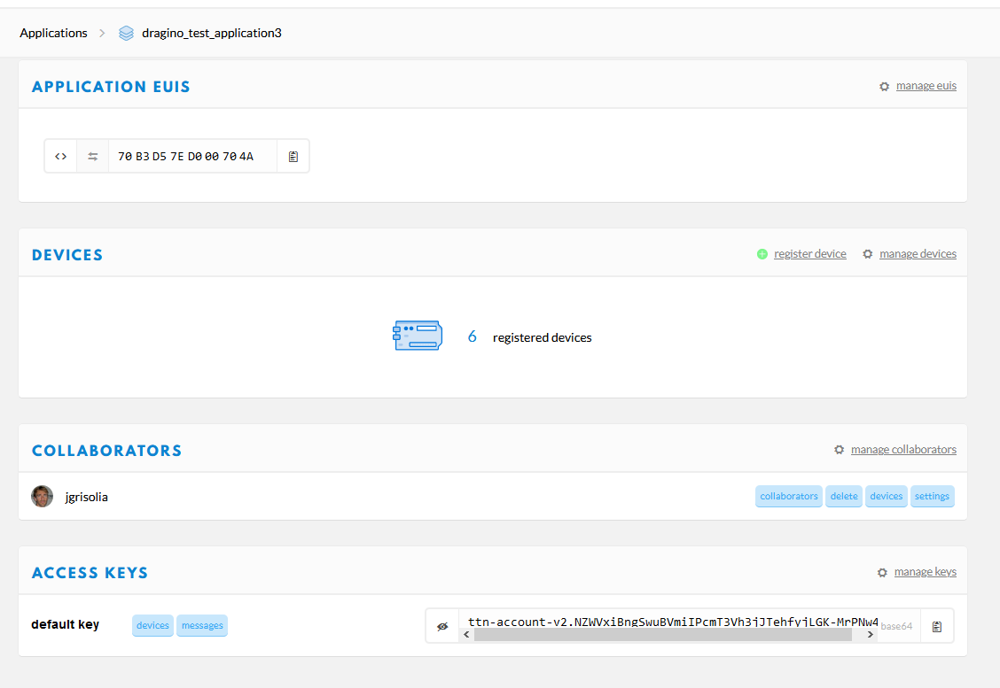 Applications > dragino_test_application3
APPLICATION EUIS manage euis
<> 70 B3 D5 7E D0 00 70 4A
DEVICES register device manage devices
6 registered devices
COLLABORATORS manage collaborators
jgrisolia collaborators delete devices settings
ACCESS KEYS manage keys
default key devices messages ttn-account-v2.NZWVxiBngSwuBVmiIPcmT3Vh3jJTehfyjLGK-MrPNw4 base64